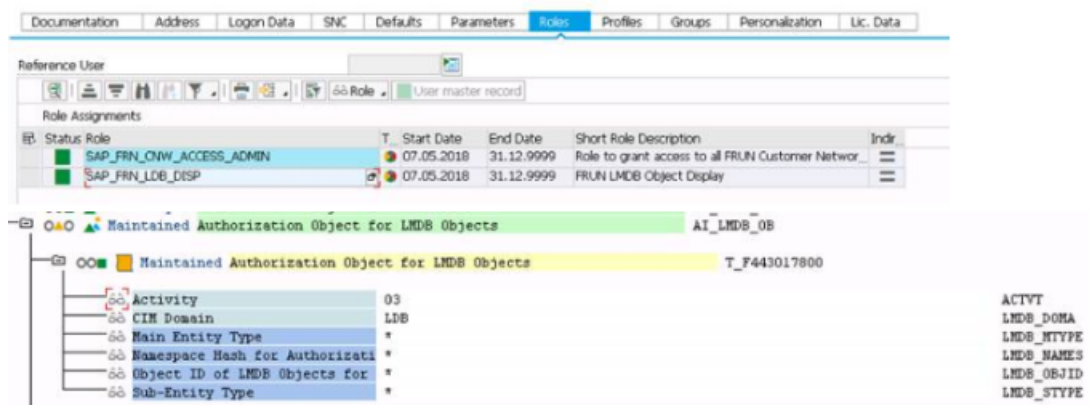 Documentation Address Logon Data SNC Defaults Parameters Roles Profiles Groups Personalization Lic. Data
Reference User
Role User master record
Role Assignments
Status Role T... Start Date End Date Short Role Description Indir...
SAP_FRN_CNW_ACCESS_ADMIN 07.05.2018 31.12.9999 Role to grant access to all FRUN Customer Networ...
SAP_FRN_LDB_DISP 07.05.2018 31.12.9999 FRUN LMDB Object Display
Maintained Authorization Object for LMDB Objects AI_LMDB_OB
Maintained Authorization Object for LMDB Objects T_F443017800
Activity 03 ACTVT
CIM Domain LDB LMDB_DOMA
Main Entity Type * LMDB_MTYPE
Namespace Hash for Authorizati * LMDB_NAMES
Object ID of LMDB Objects for * LMDB_OBJID
Sub-Entity Type * LMDB_STYPE